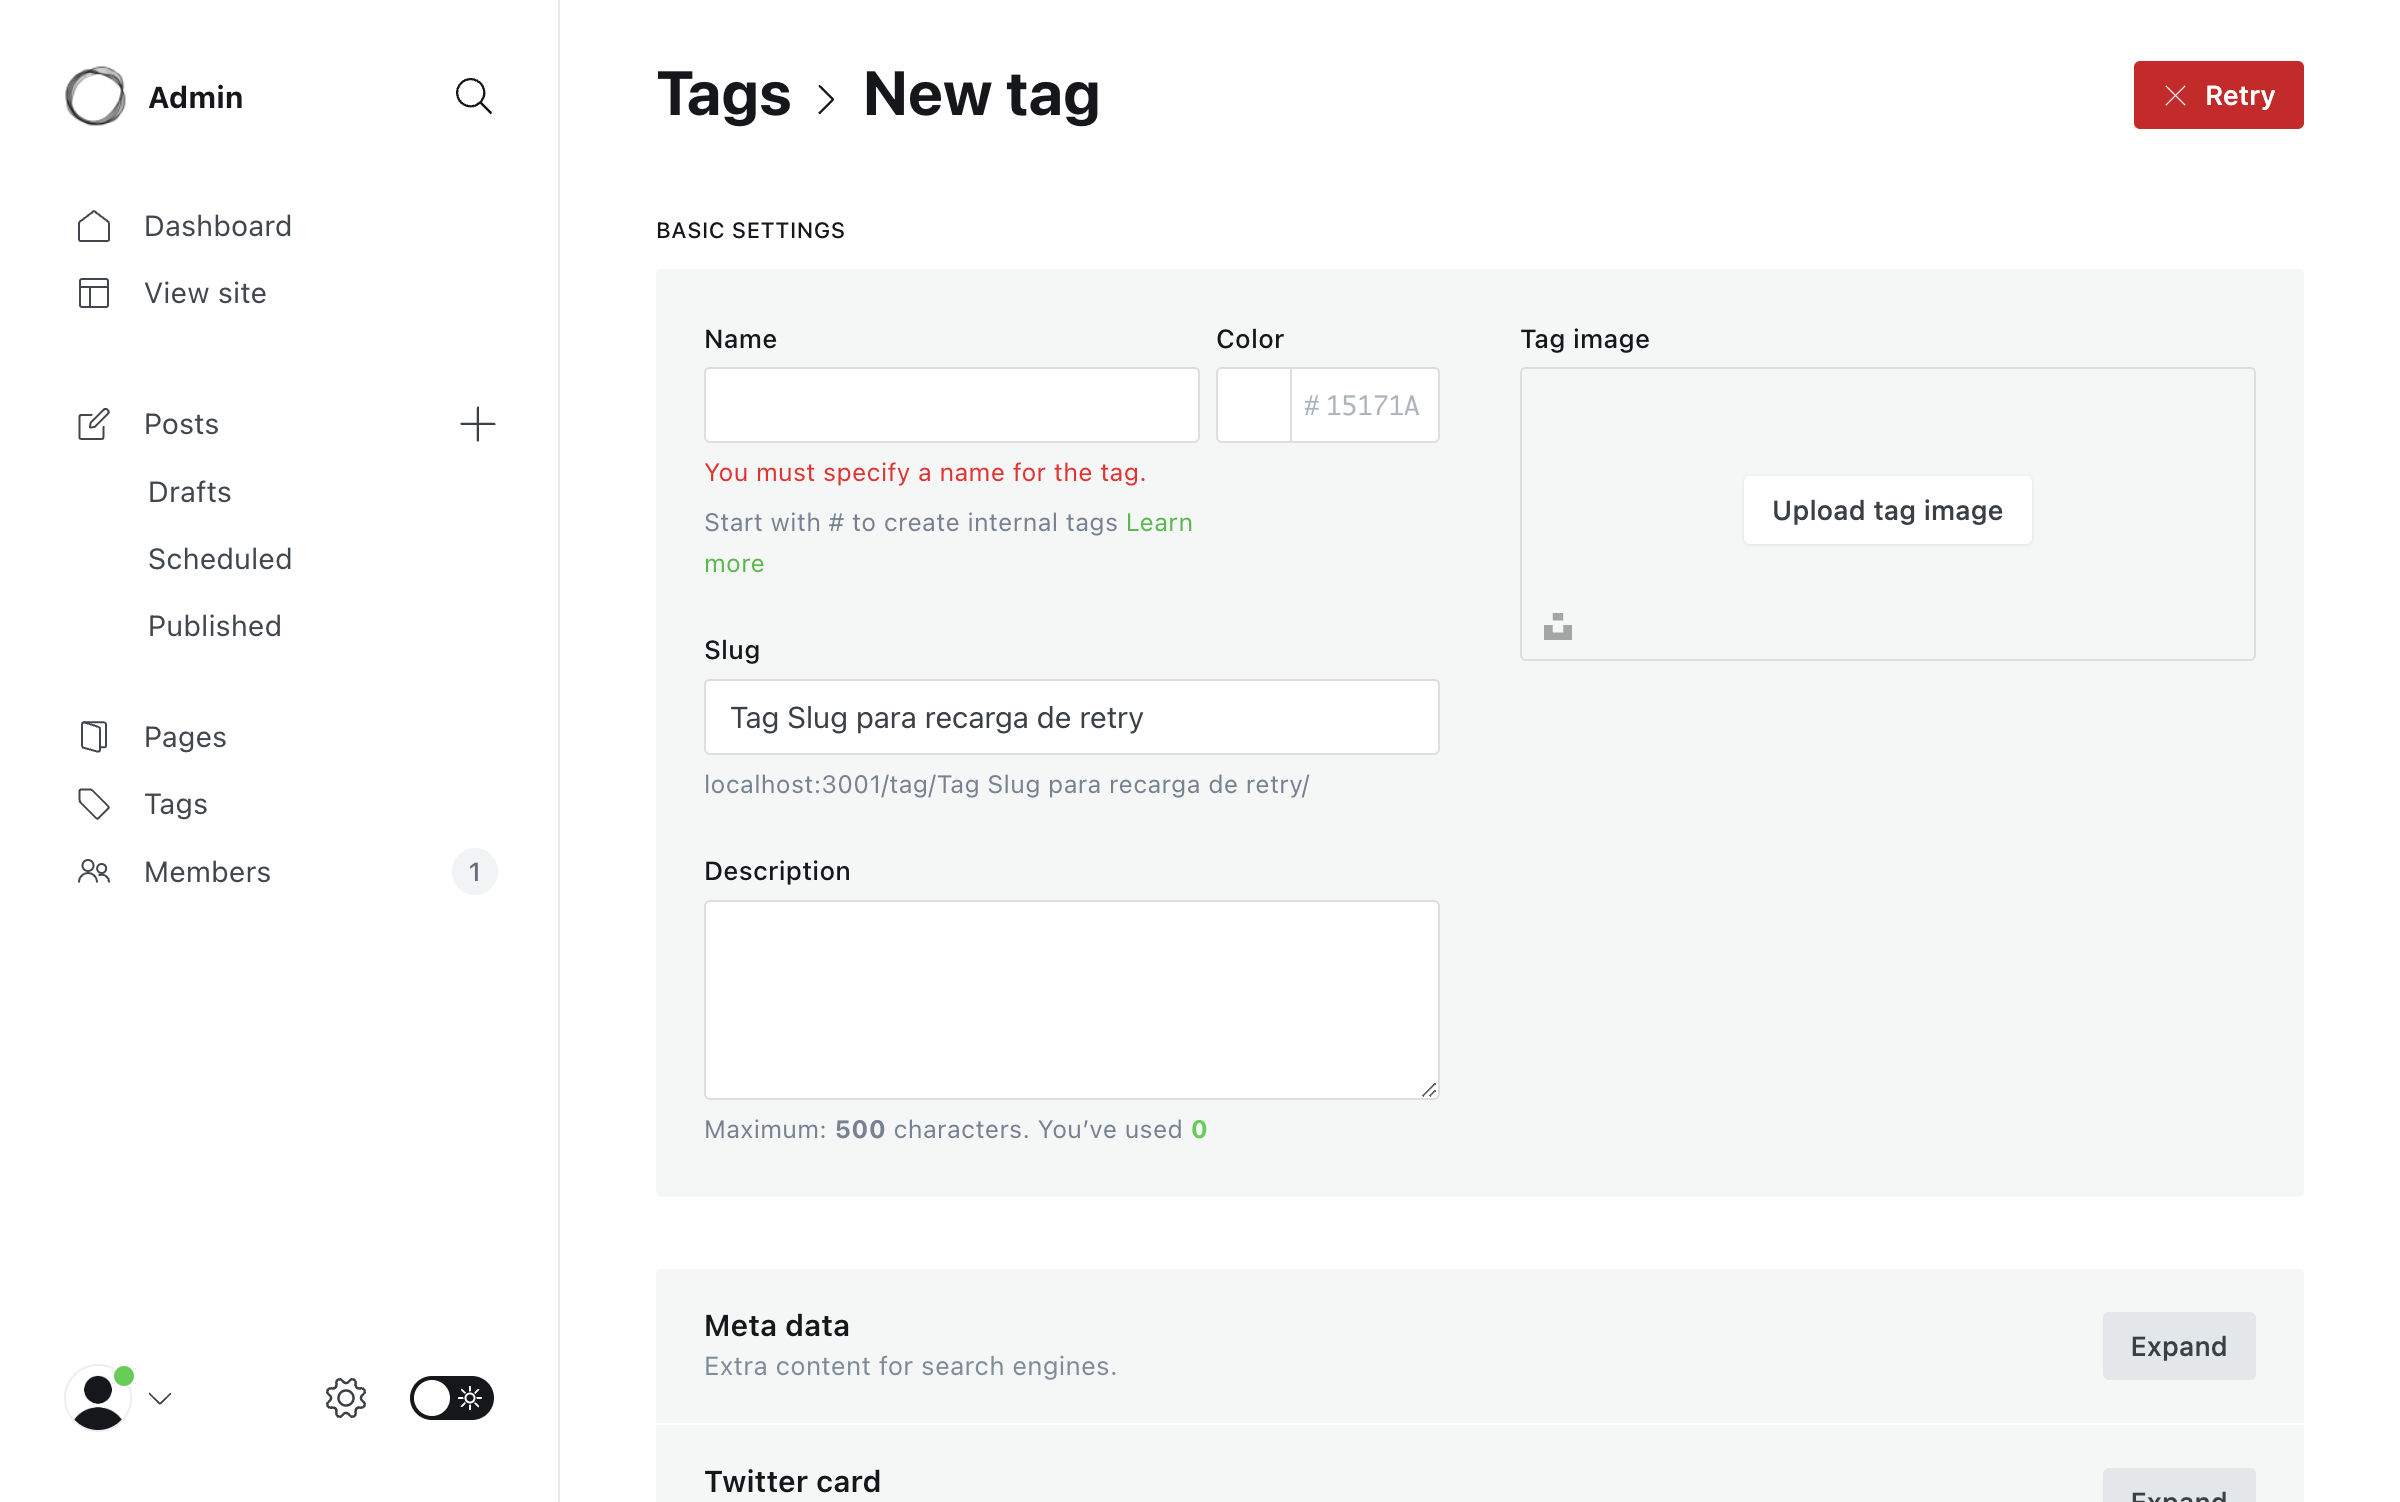 Admin
Dashboard
View site
Posts
Drafts
Scheduled
Published
Pages
Tags
Members
1
Tags > New tag
Retry
BASIC SETTINGS
Name
Color
# 15171A
You must specify a name for the tag.
Start with # to create internal tags Learn
more
Slug
Tag Slug para recarga de retry
localhost:3001/tag/Tag Slug para recarga de retry/
Description
Maximum: 500 characters. You’ve used 0
Tag image
Upload tag image
Meta data
Extra content for search engines.
Expand
Twitter card
Expand